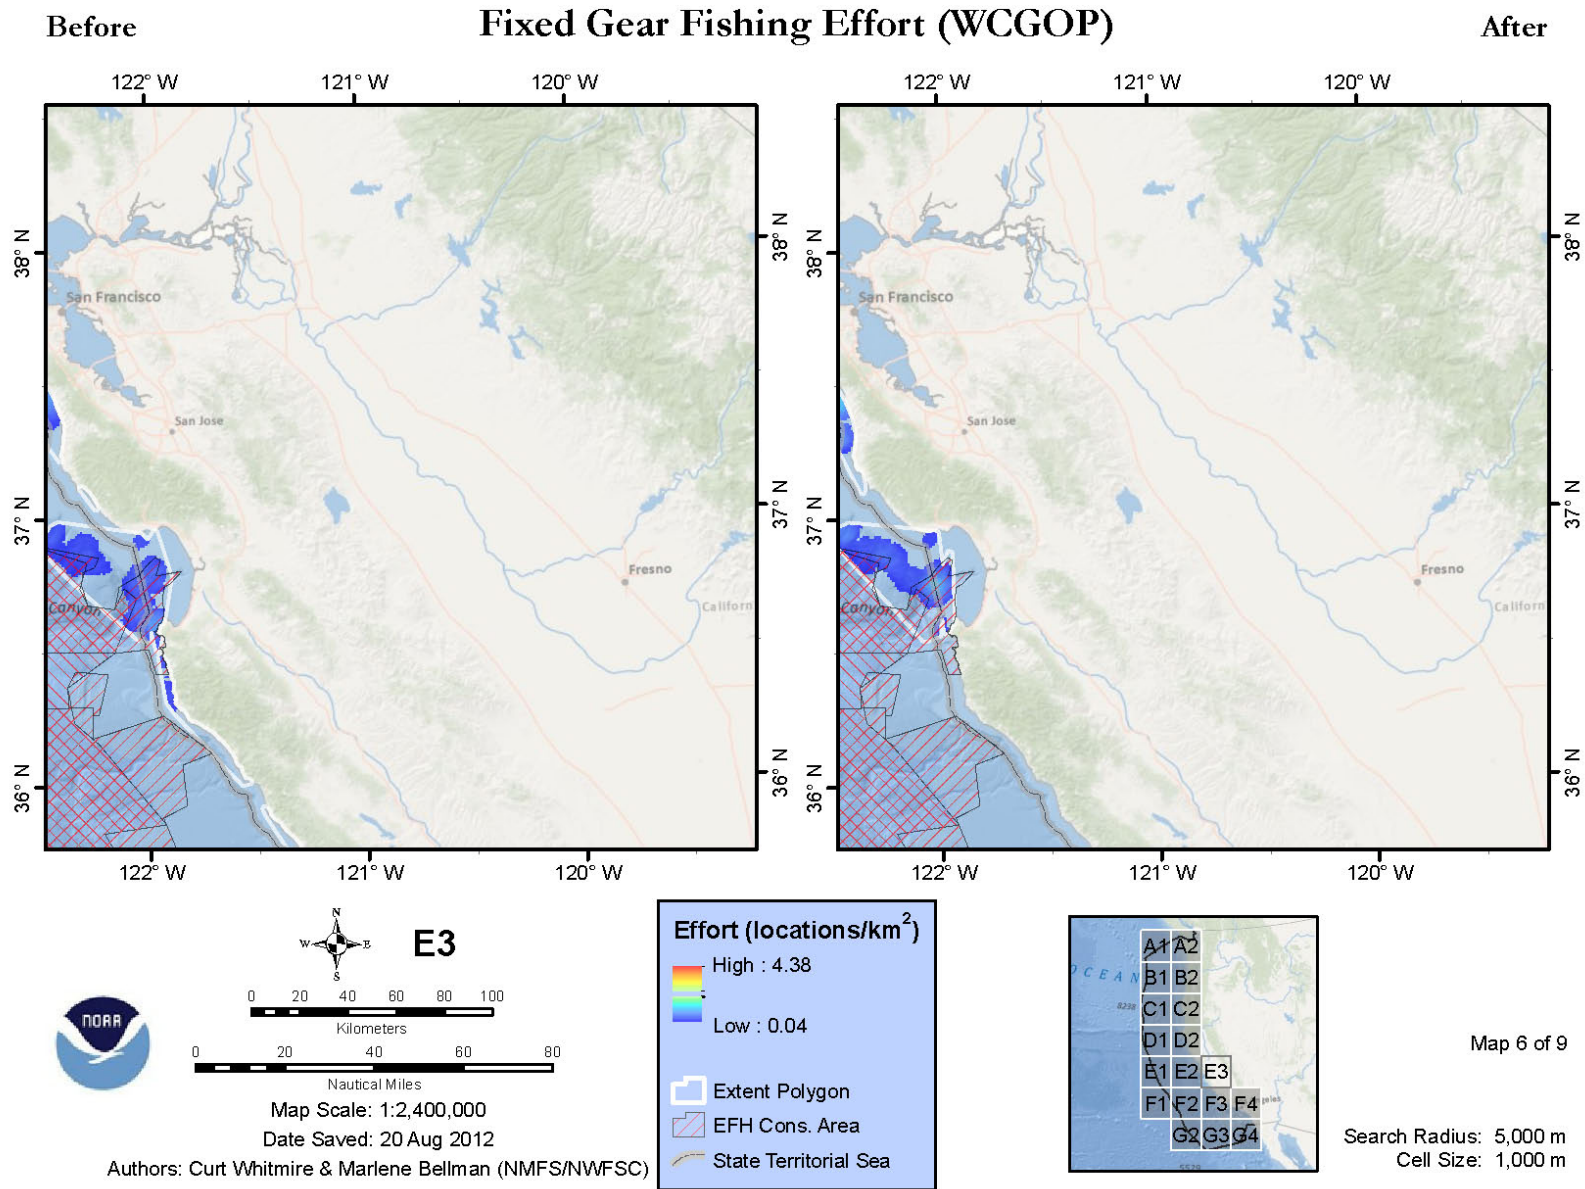 Before
Fixed Gear Fishing Effort (WCGOP)
After
122° W
121° W
120° W
122° W
121° W
120° W
38° N
37° N
36° N
San Francisco
San Jose
Fresno
Californ
Canyon
38° N
37° N
36° N
38° N
37° N
36° N
San Francisco
San Jose
Fresno
Californ
Canyon
38° N
37° N
36° N
122° W
121° W
120° W
122° W
121° W
120° W
N
W E
S
E3
0 20 40 60 80 100
Kilometers
0 20 40 60 80
Nautical Miles
NOAA
Map Scale: 1:2,400,000
Date Saved: 20 Aug 2012
Authors: Curt Whitmire & Marlene Bellman (NMFS/NWFSC)
Effort (locations/km²)
High : 4.38
Low : 0.04
Extent Polygon
EFH Cons. Area
State Territorial Sea
OCEAN
A1 A2
B1 B2
C1 C2
D1 D2
E1 E2 E3
F1 F2 F3 F4
G2 G3 G4
Map 6 of 9
Search Radius: 5,000 m
Cell Size: 1,000 m